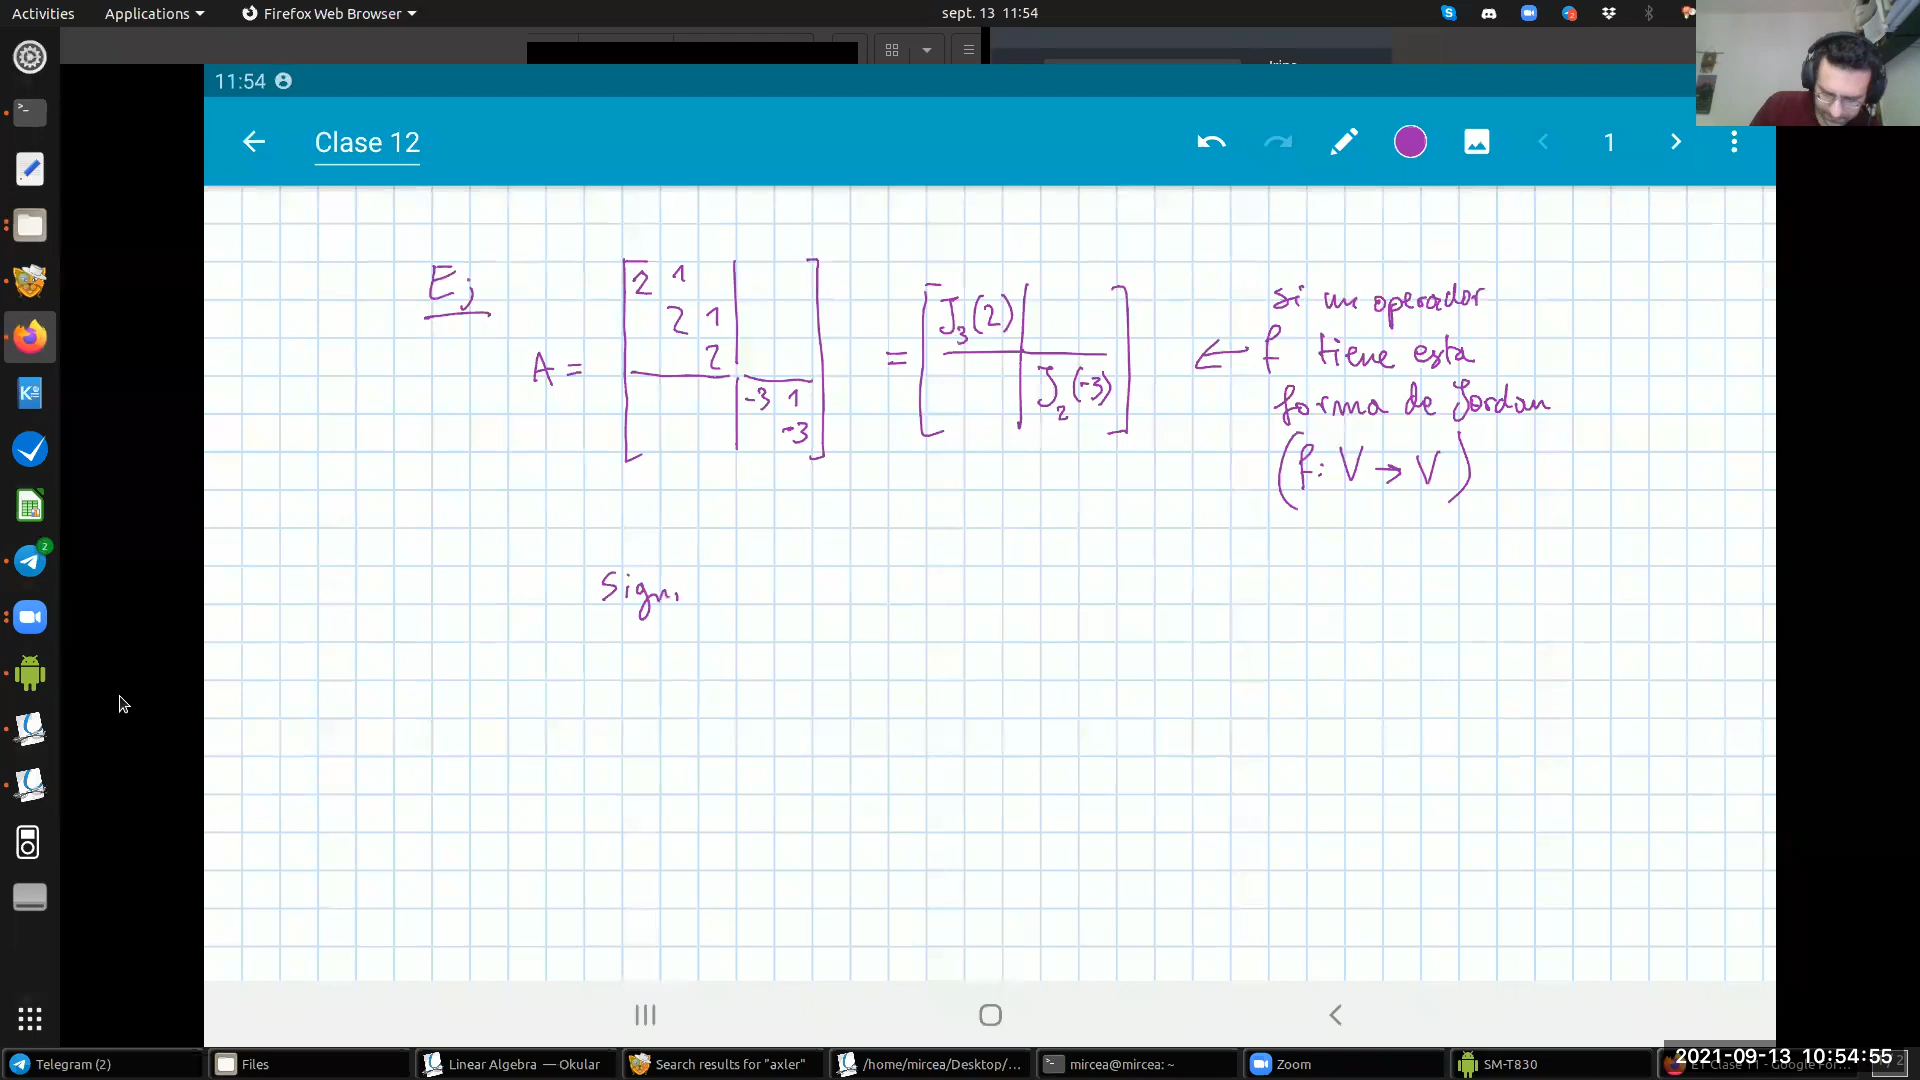 Activities Applications Firefox Web Browser sept. 13 11:54
11:54
Clase 12 1
Ej
A = [2 1
2 1
2
-3 1
-3]
= [J₃(2)
J₂(-3)]
si un operador
← f tiene esta
forma de Jordan
(f: V → V)
Sign
2
Telegram (2) Files Linear Algebra — Okular Search results for "axler" /home/mircea/Desktop/... mircea@mircea: ~ Zoom SM-T830
2021-09-13 10:54:55